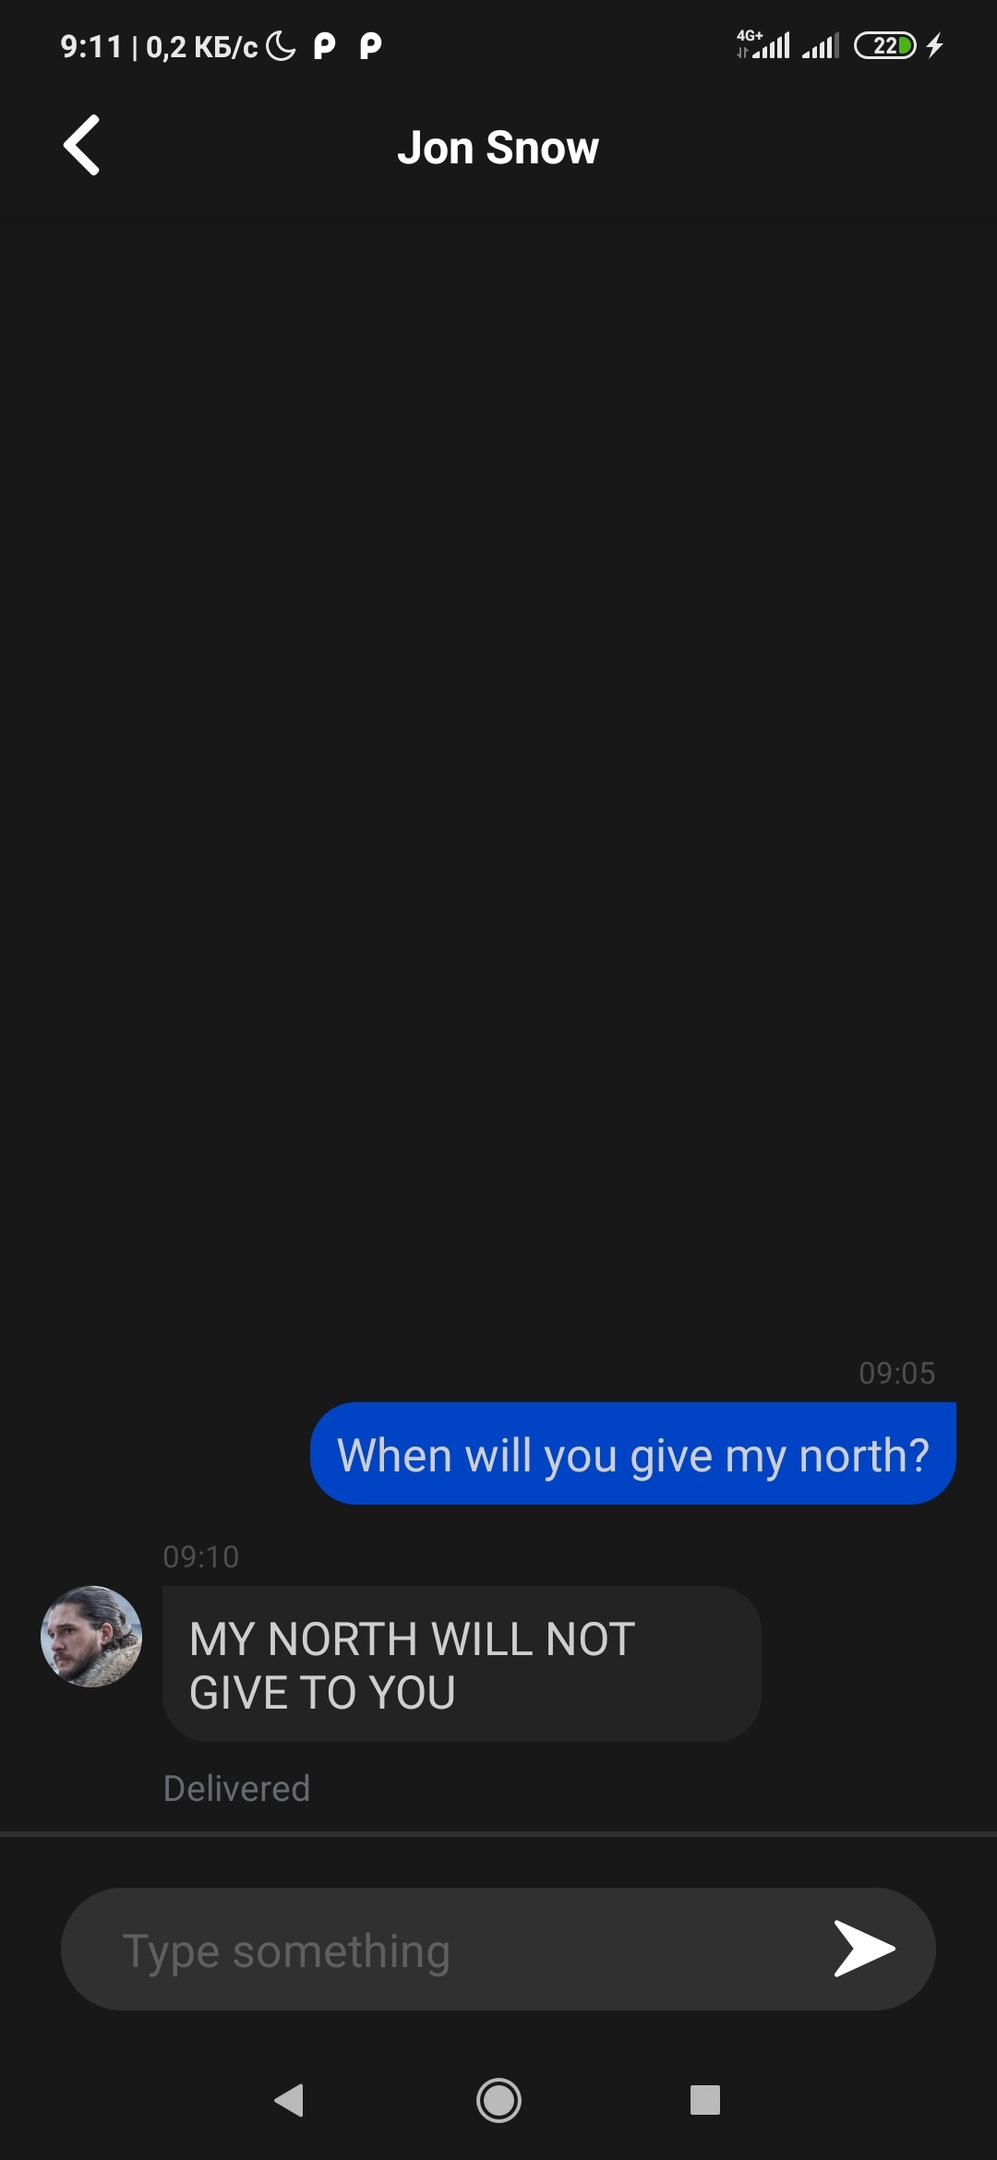 9:11 | 0,2 КБ/с
4G+
22
Jon Snow
09:05
When will you give my north?
09:10
MY NORTH WILL NOT
GIVE TO YOU
Delivered
Type something